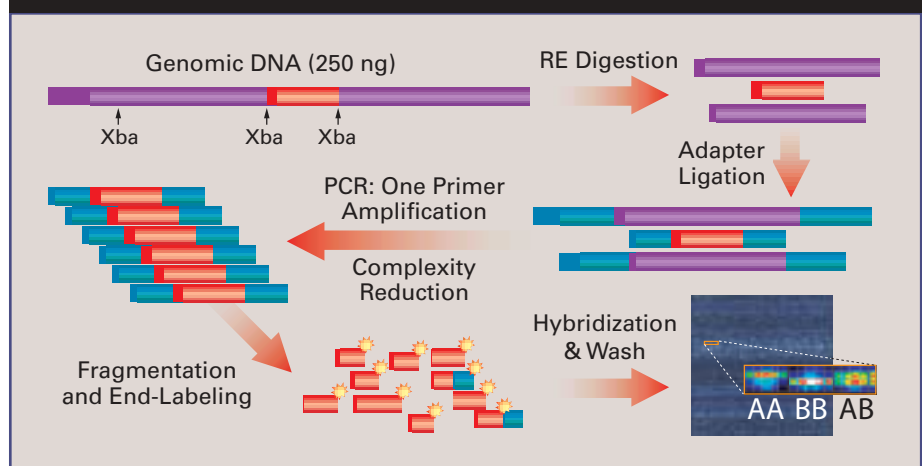 Genomic DNA (250 ng)
RE Digestion
Xba
Xba
Xba
Adapter
Ligation
PCR: One Primer
Amplification
Complexity
Reduction
Fragmentation
and End-Labeling
Hybridization
& Wash
AA BB AB